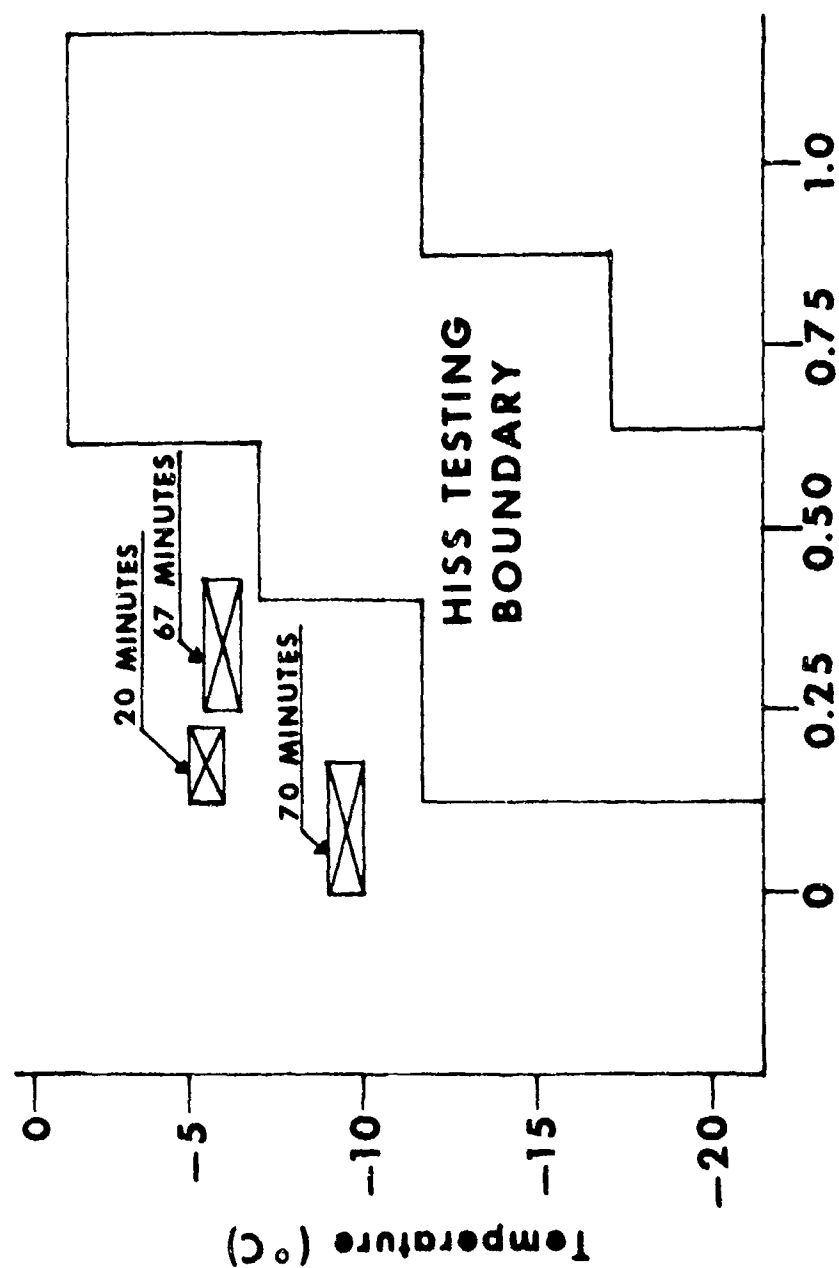 0
−5
−10
−15
−20
Temperature (°C)
20 MINUTES
67 MINUTES
70 MINUTES
HISS TESTING
BOUNDARY
0
0.25
0.50
0.75
1.0